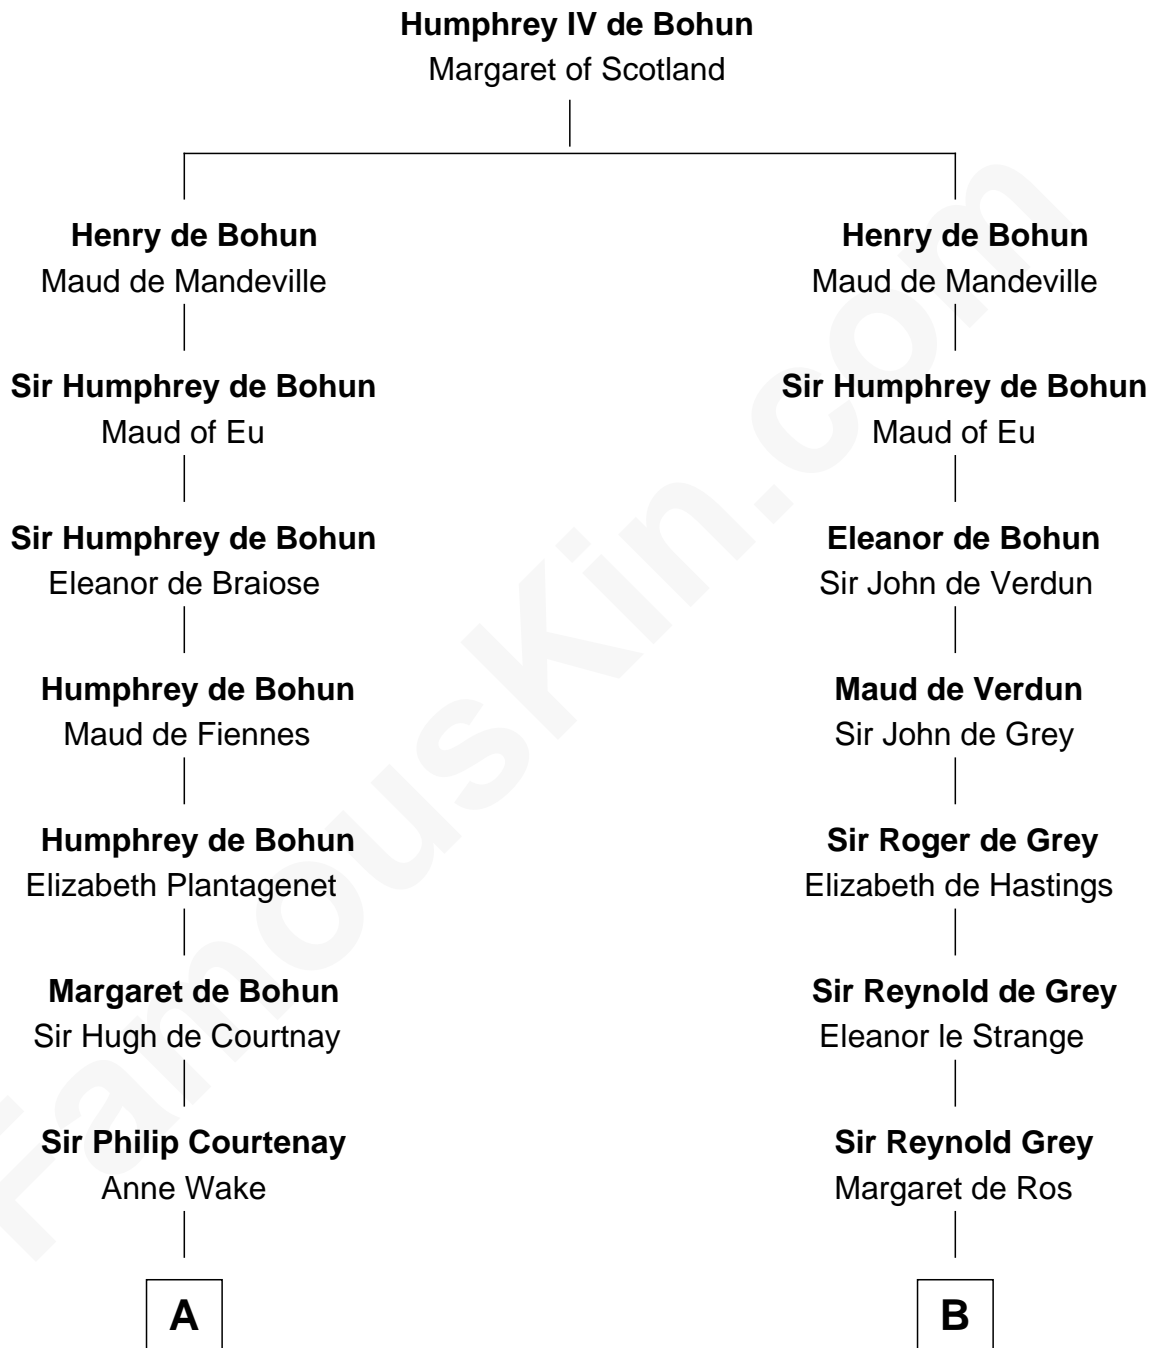 Humphrey IV de Bohun
Margaret of Scotland
Henry de Bohun
Maud de Mandeville
Henry de Bohun
Maud de Mandeville
Sir Humphrey de Bohun
Maud of Eu
Sir Humphrey de Bohun
Maud of Eu
Sir Humphrey de Bohun
Eleanor de Braiose
Eleanor de Bohun
Sir John de Verdun
Humphrey de Bohun
Maud de Fiennes
Maud de Verdun
Sir John de Grey
Humphrey de Bohun
Elizabeth Plantagenet
Sir Roger de Grey
Elizabeth de Hastings
Margaret de Bohun
Sir Hugh de Courtnay
Sir Reynold de Grey
Eleanor le Strange
Sir Philip Courtenay
Anne Wake
Sir Reynold Grey
Margaret de Ros
A
B
FamousKin.com